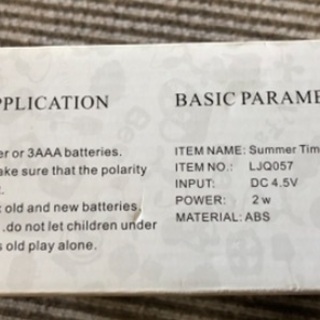 PPLICATION
er or 3AAA batteries.
ake sure that the polarity
t.
x old and new batteries.
.do not let children under
s old play alone.
BASIC PARAME
ITEM NAME: Summer Tim
ITEM NO.: LJQ057
INPUT: DC 4.5V
POWER: 2 w
MATERIAL: ABS